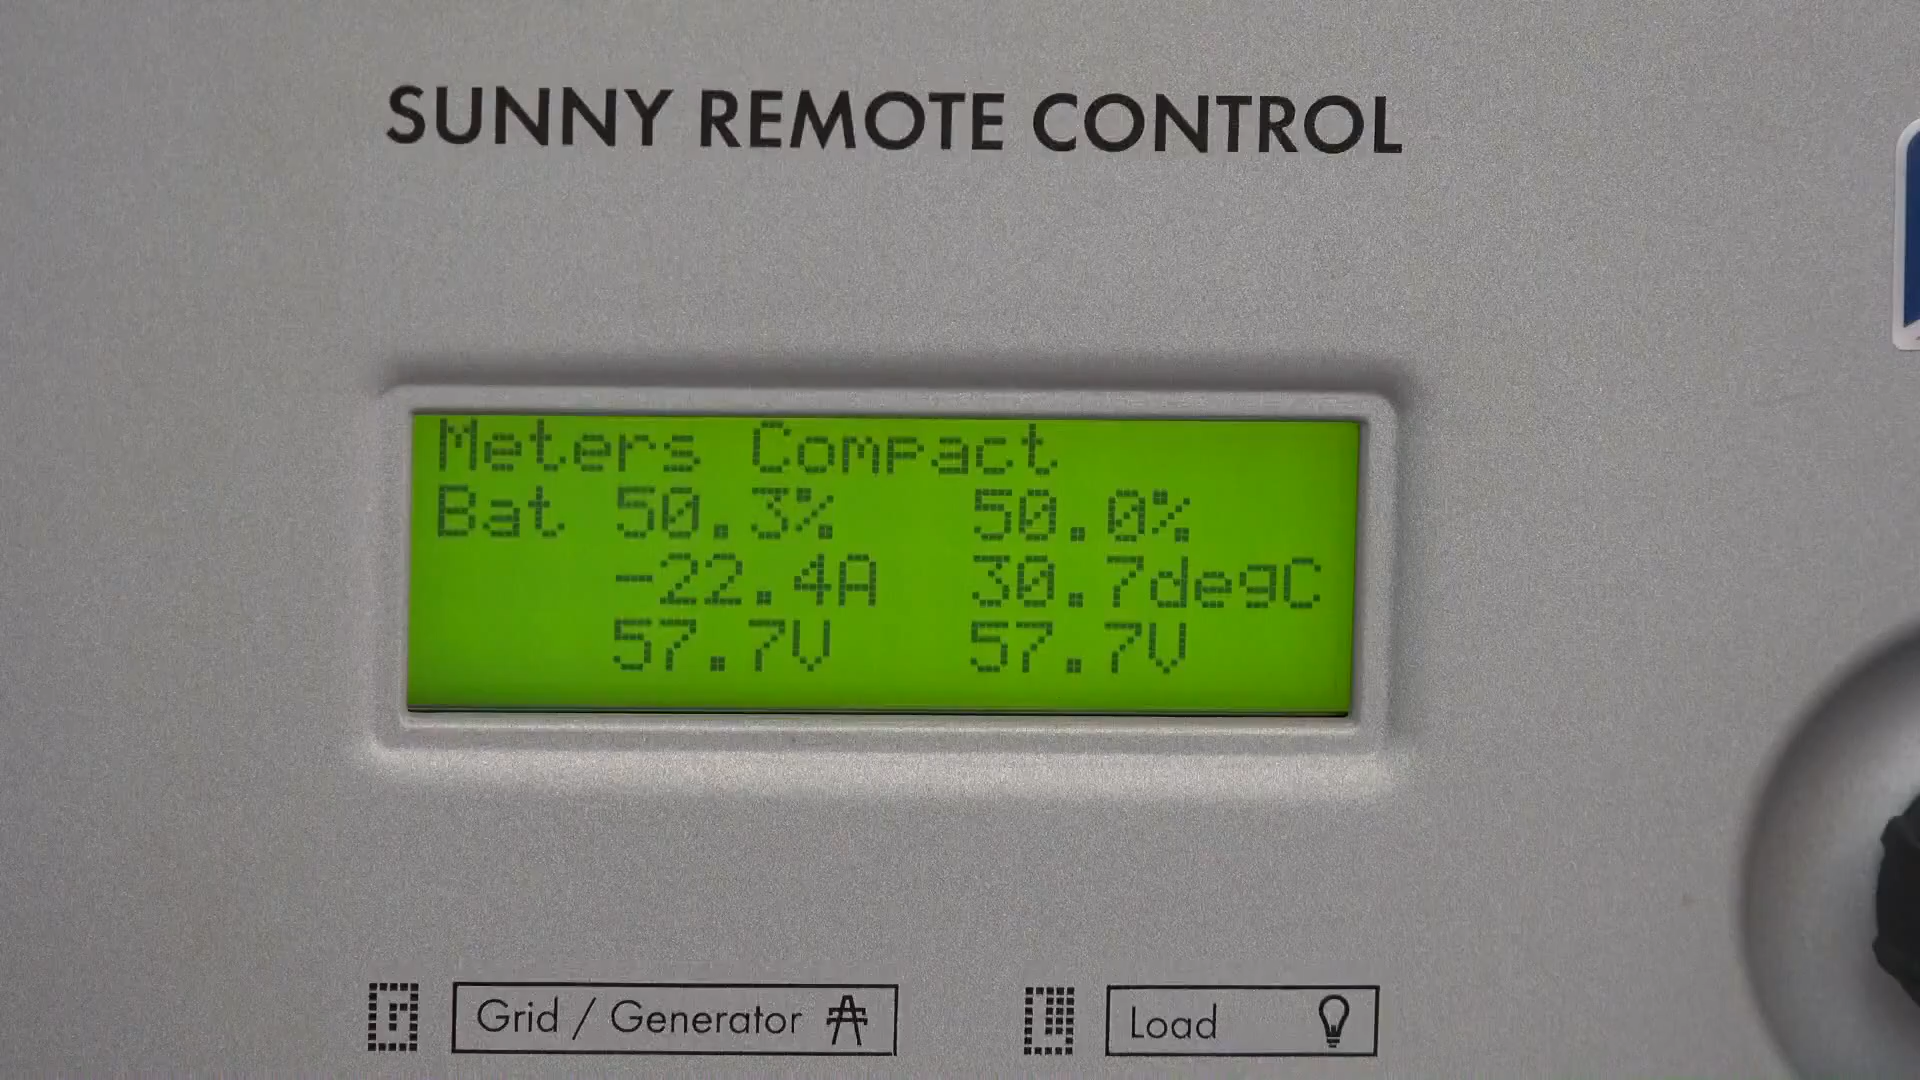 SUNNY REMOTE CONTROL
Meters Compact
Bat 50.3% 50.0%
-22.4A 30.7degC
57.7V 57.7V
Grid / Generator
Load